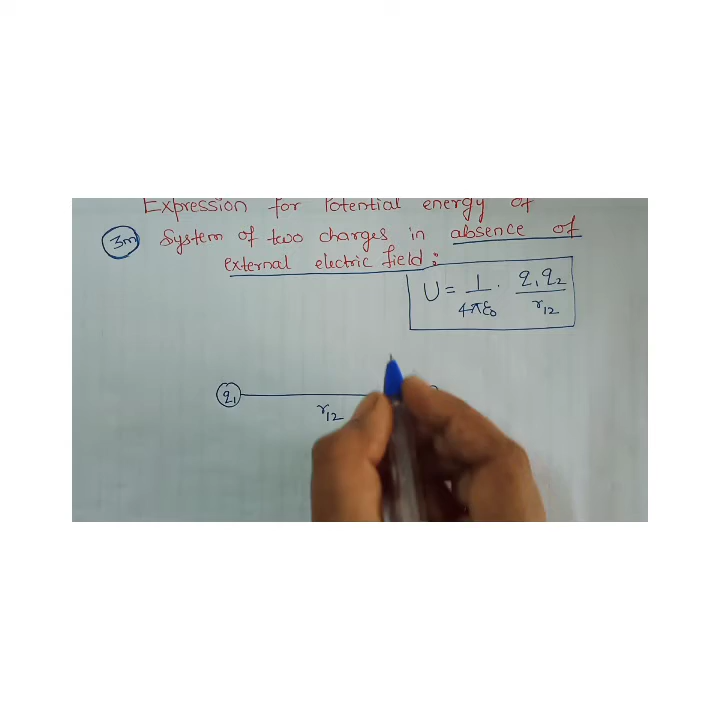 Expression for Potential energy of
3m System of two charges in absence of
external electric field:
U = 1/4πε₀ · q₁q₂/r₁₂
q₁
r₁₂